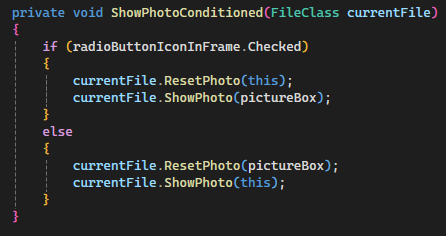 private void ShowPhotoConditioned(FileClass currentFile)
{
    if (radioButtonIconInFrame.Checked)
    {
        currentFile.ResetPhoto(this);
        currentFile.ShowPhoto(pictureBox);
    }
    else
    {
        currentFile.ResetPhoto(pictureBox);
        currentFile.ShowPhoto(this);
    }
}